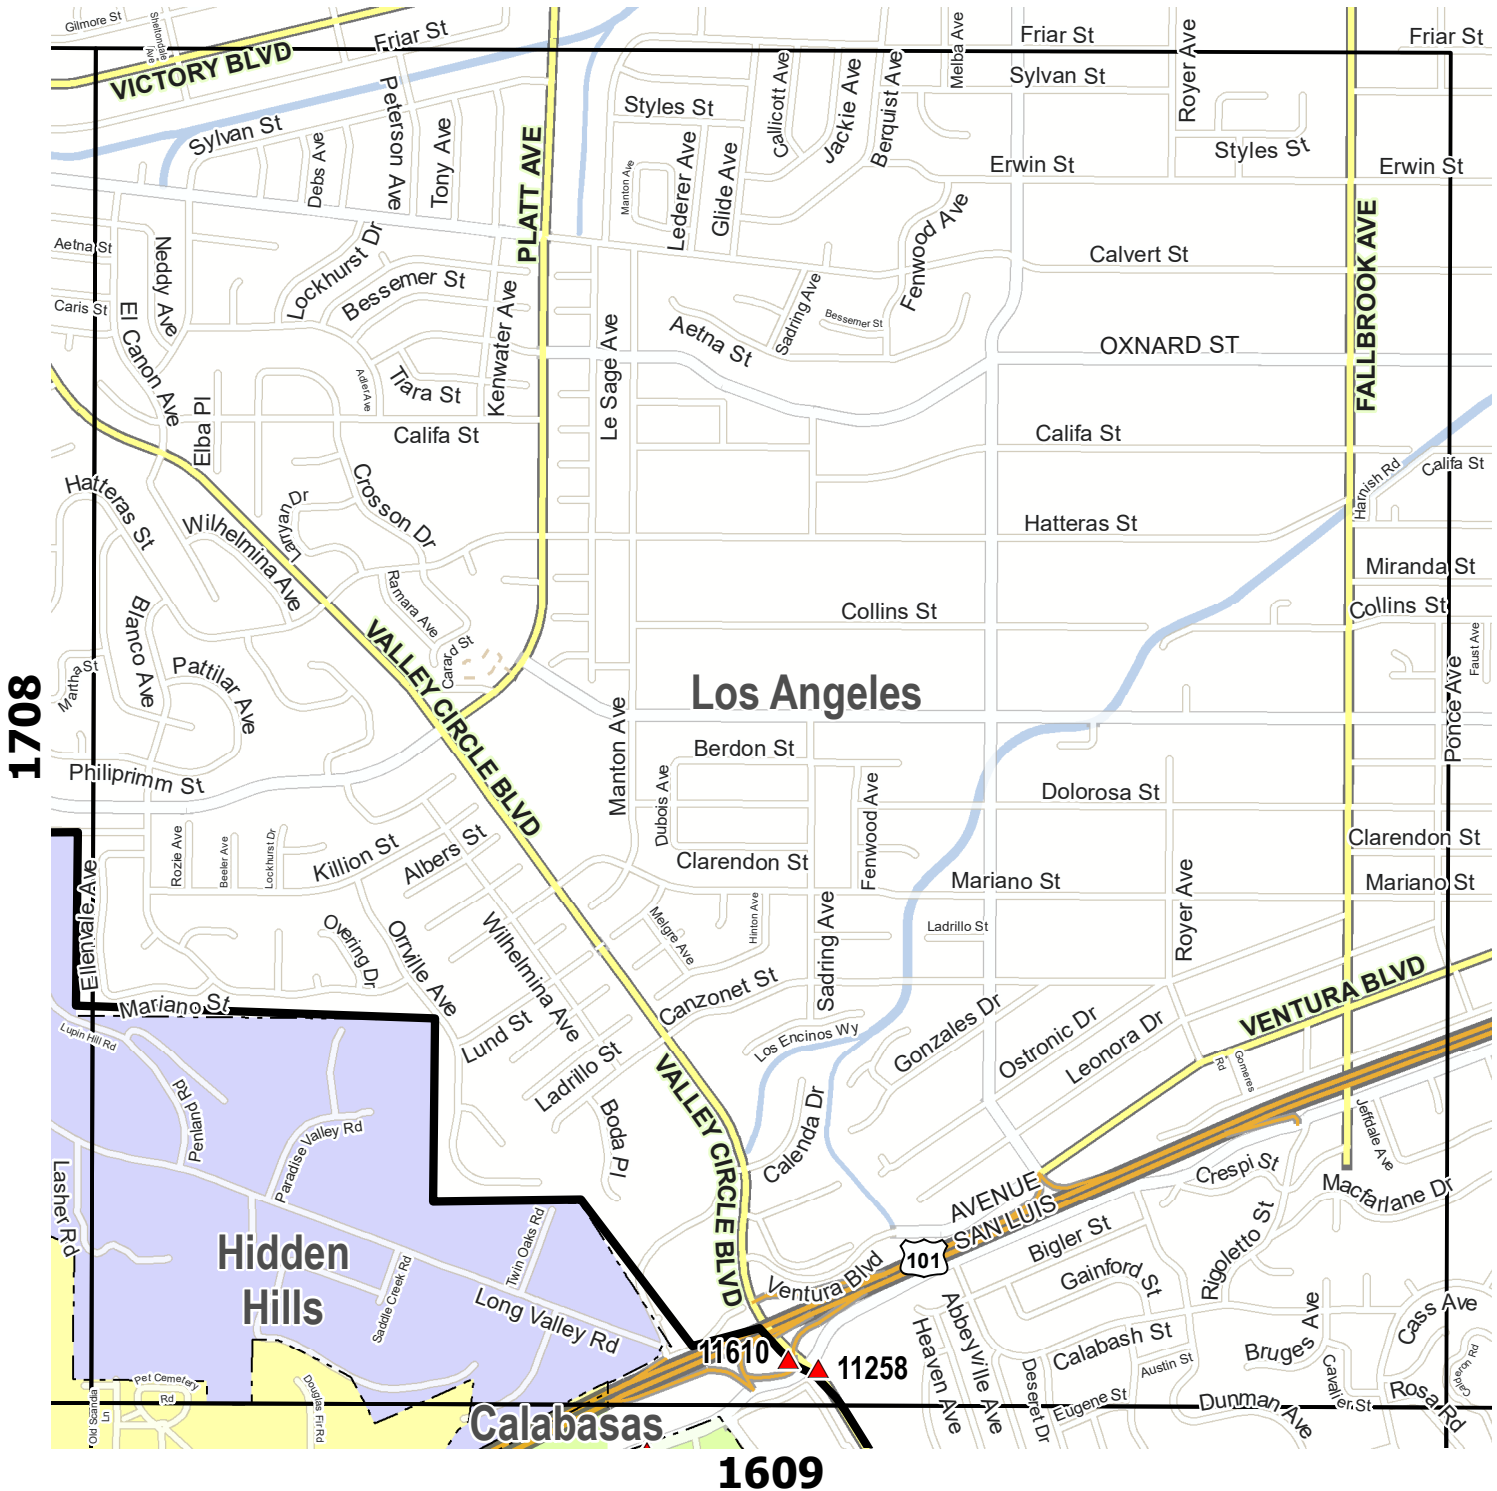 Gilmore St
Sheltondale Ave
Friar St
Friar St
Friar St
VICTORY BLVD
Peterson Ave
Callicott Ave
Jackie Ave
Berquist Ave
Melba Ave
Sylvan St
Royer Ave
Styles St
Sylvan St
Debs Ave
Tony Ave
PLATT AVE
Manton Ave
Lederer Ave
Glide Ave
Erwin St
Styles St
Erwin St
Aetna St
Neddy Ave
Lockhurst Dr
Bessemer St
Fenwood Ave
Calvert St
FALLBROOK AVE
Caris St
El Canon Ave
Kenwater Ave
Le Sage Ave
Aetna St
Sadring Ave
Bessemer St
OXNARD ST
Adler Ave
Tiara St
Elba Pl
Califa St
Califa St
Califa St
Harnish Rd
Hatteras St
Larryan Dr
Crosson Dr
Wilhelmina Ave
Hatteras St
Miranda St
Ramara Ave
Blanco Ave
Collins St
Collins St
Faust Ave
Martha St
Pattilar Ave
Carard St
VALLEY CIRCLE BLVD
Los Angeles
Ponce Ave
1708
Manton Ave
Berdon St
Philiprimm St
Dubois Ave
Fenwood Ave
Dolorosa St
Rozie Ave
Beeler Ave
Lockhurst Dr
Killion St
Albers St
Clarendon St
Clarendon St
Mariano St
Mariano St
Ellenvale Ave
Overing Dr
Orrville Ave
Wilhelmina Ave
Melgre Ave
Hinton Ave
Sadring Ave
Ladrillo St
Royer Ave
Mariano St
Canzonet St
VENTURA BLVD
Lupin Hill Rd
Lund St
Los Encinos Wy
Gonzales Dr
Ostronic Dr
Leonora Dr
Gomeres
Rd
Ladrillo St
VALLEY CIRCLE BLVD
Penland Rd
Paradise Valley Rd
Boda Pl
Calenda Dr
Jeffdale Ave
Crespi St
Macfarlane Dr
Lasher Rd
AVENUE
SAN LUIS
Twin Oaks Rd
Hidden
Hills
Saddle Creek Rd
101
Bigler St
Rigoletto St
Ventura Blvd
Gainford St
Long Valley Rd
Abbeyville Ave
Heaven Ave
Calabash St
Bruges Ave
Cass Ave
11610
11258
Deseret Dr
Austin St
Eugene St
Dunman Ave
Cavalier St
Rosa Rd
Cameron Rd
Pet Cemetery
Rd
Old Scandia
Ln
Douglas Fir Rd
Calabasas
1609